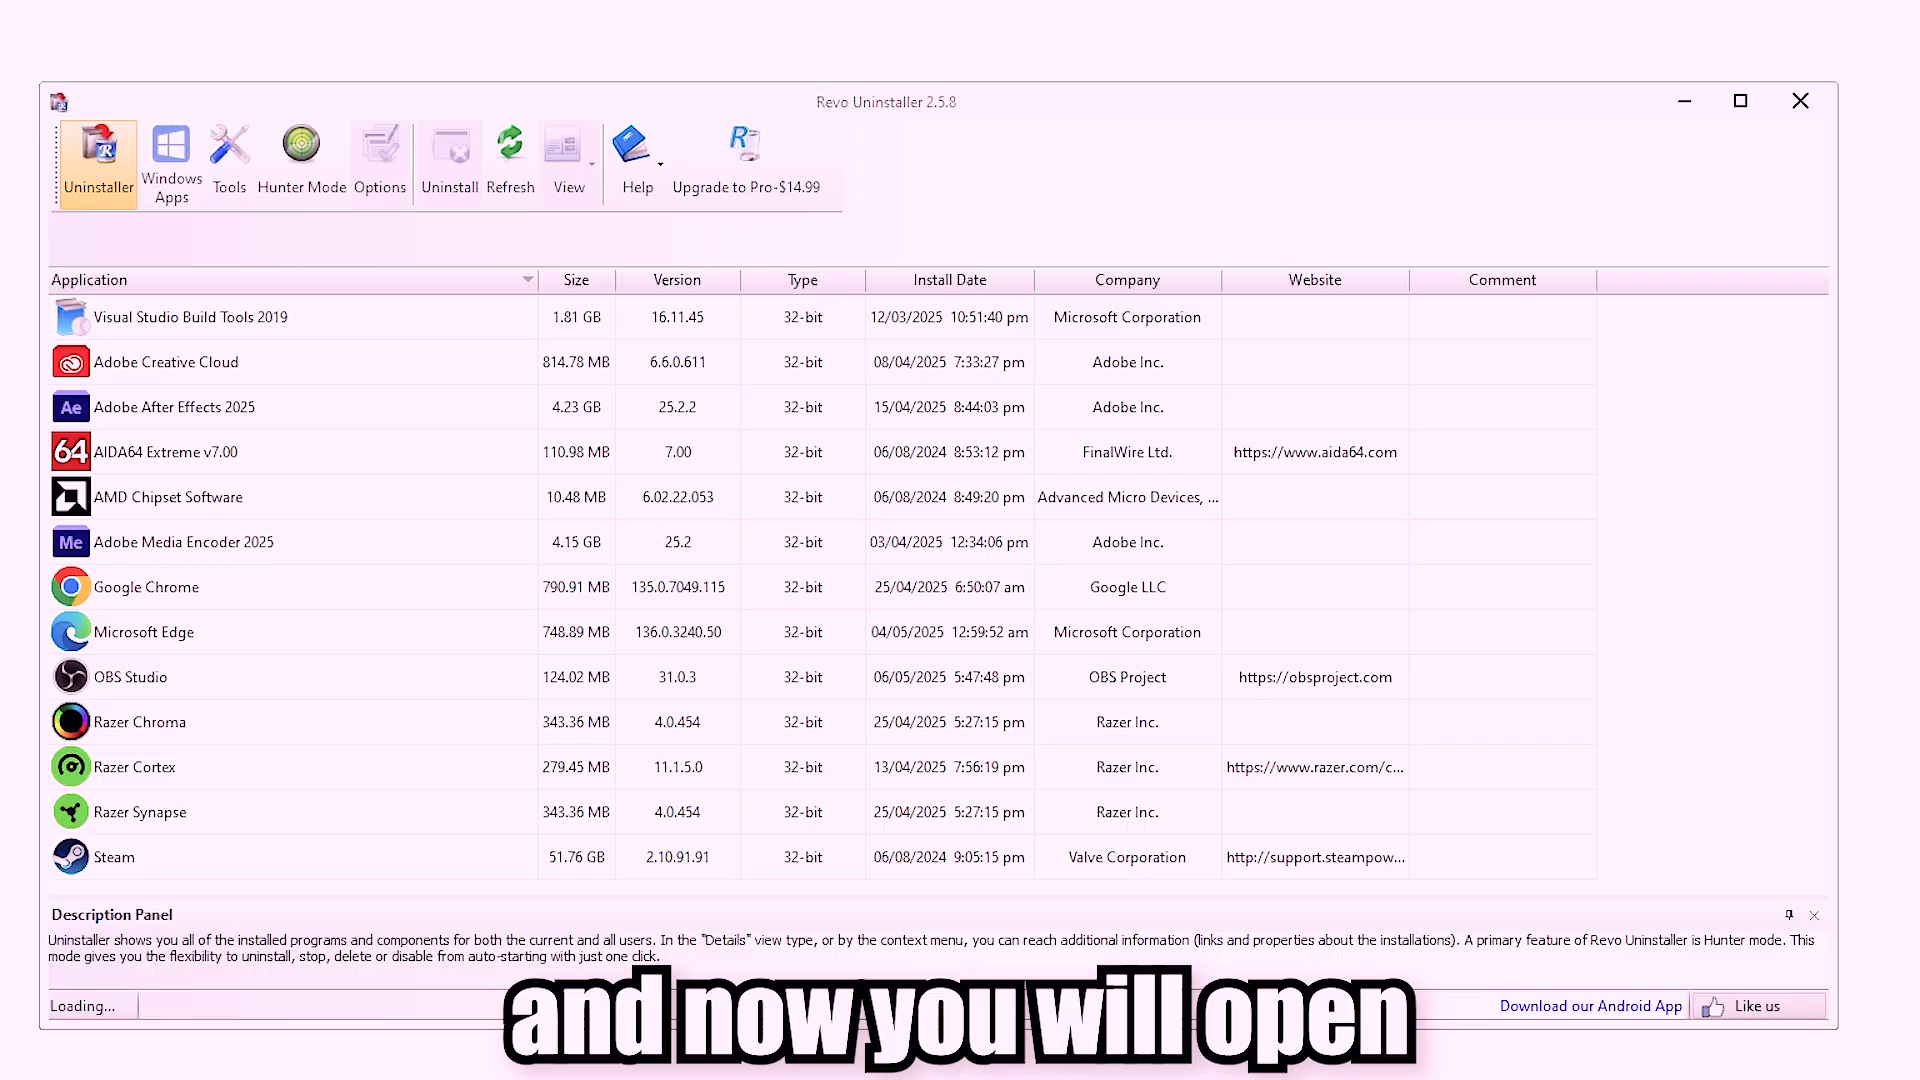 Revo Uninstaller 2.5.8
Uninstaller Windows Apps Tools Hunter Mode Options Uninstall Refresh View Help Upgrade to Pro-$14.99
Application Size Version Type Install Date Company Website Comment
Visual Studio Build Tools 2019 1.81 GB 16.11.45 32-bit 12/03/2025 10:51:40 pm Microsoft Corporation
Adobe Creative Cloud 814.78 MB 6.6.0.611 32-bit 08/04/2025 7:33:27 pm Adobe Inc.
Ae Adobe After Effects 2025 4.23 GB 25.2.2 32-bit 15/04/2025 8:44:03 pm Adobe Inc.
64 AIDA64 Extreme v7.00 110.98 MB 7.00 32-bit 06/08/2024 8:53:12 pm FinalWire Ltd. https://www.aida64.com
AMD Chipset Software 10.48 MB 6.02.22.053 32-bit 06/08/2024 8:49:20 pm Advanced Micro Devices, ...
Me Adobe Media Encoder 2025 4.15 GB 25.2 32-bit 03/04/2025 12:34:06 pm Adobe Inc.
Google Chrome 790.91 MB 135.0.7049.115 32-bit 25/04/2025 6:50:07 am Google LLC
Microsoft Edge 748.89 MB 136.0.3240.50 32-bit 04/05/2025 12:59:52 am Microsoft Corporation
OBS Studio 124.02 MB 31.0.3 32-bit 06/05/2025 5:47:48 pm OBS Project https://obsproject.com
Razer Chroma 343.36 MB 4.0.454 32-bit 25/04/2025 5:27:15 pm Razer Inc.
Razer Cortex 279.45 MB 11.1.5.0 32-bit 13/04/2025 7:56:19 pm Razer Inc. https://www.razer.com/c...
Razer Synapse 343.36 MB 4.0.454 32-bit 25/04/2025 5:27:15 pm Razer Inc.
Steam 51.76 GB 2.10.91.91 32-bit 06/08/2024 9:05:15 pm Valve Corporation http://support.steampow...
Description Panel
Uninstaller shows you all of the installed programs and components for both the current and all users. In the "Details" view type, or by the context menu, you can reach additional information (links and properties about the installations). A primary feature of Revo Uninstaller is Hunter mode. This
mode gives you the flexibility to uninstall, stop, delete or disable from auto-starting with just one click.
Loading... Download our Android App Like us
and now you will open